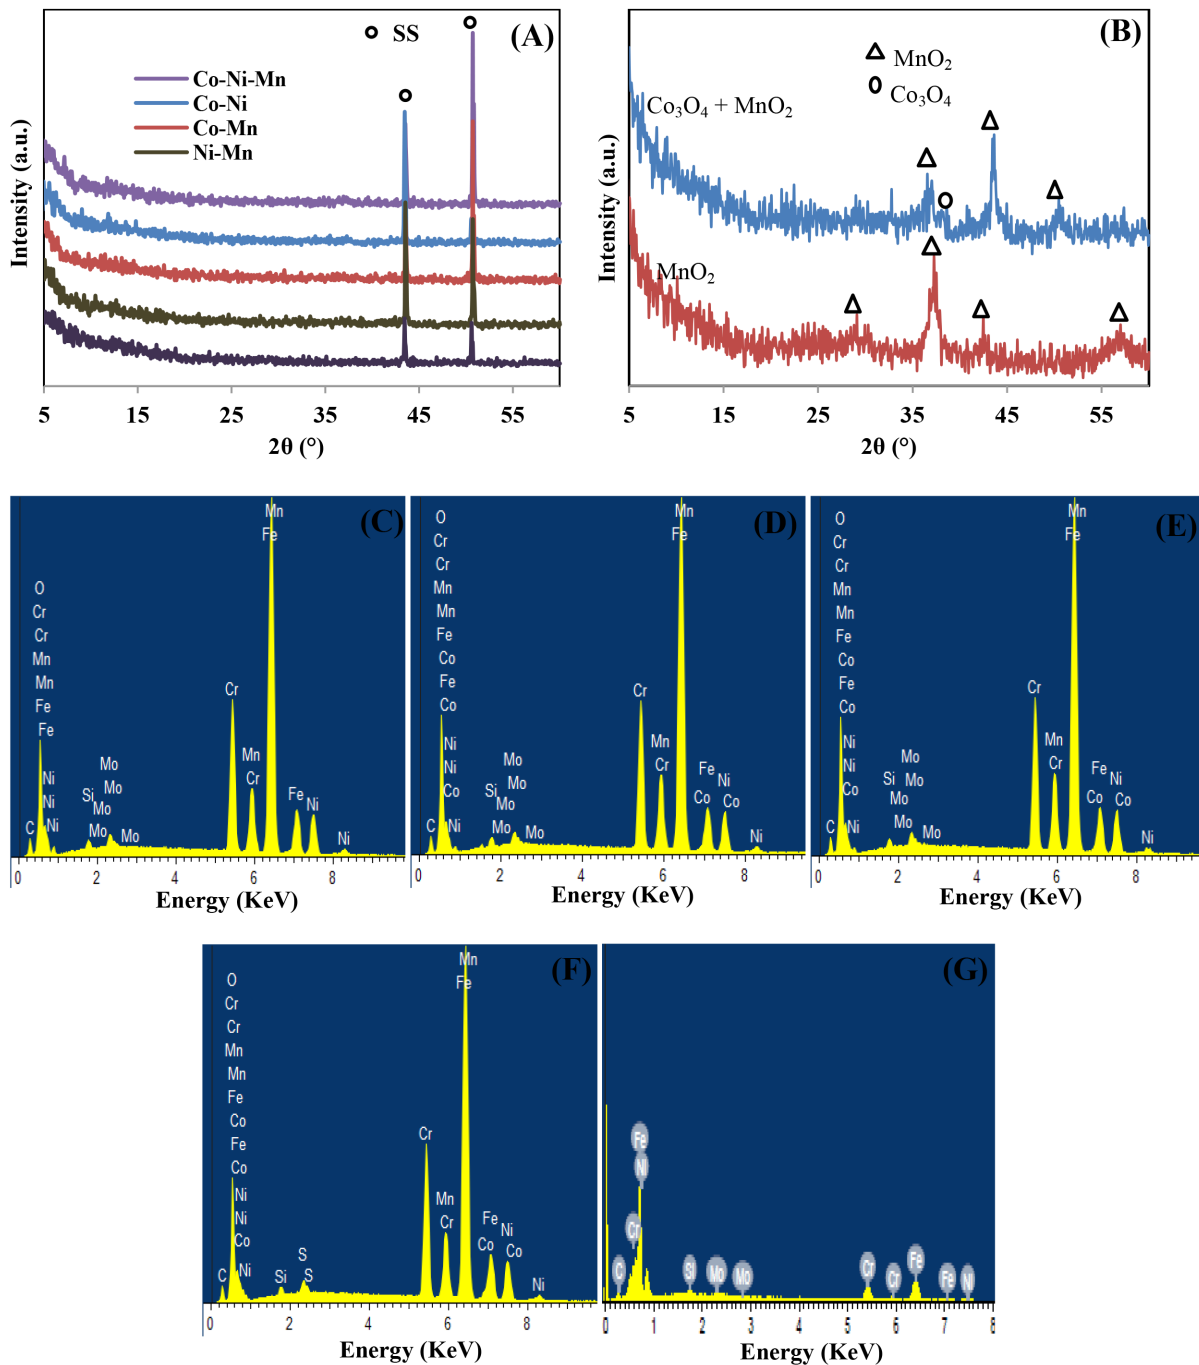 (A)
SS
Co-Ni-Mn
Co-Ni
Co-Mn
Ni-Mn
Intensity (a.u.)
5 15 25 35 45 55
2θ (°)
(B)
MnO2
Co3O4
Co3O4 + MnO2
MnO2
Intensity (a.u.)
5 15 25 35 45 55
2θ (°)
(C)
Mn
Fe
O
Cr
Cr
Mn
Mn
Fe
Fe
Ni
Ni
Ni
C
Si
Mo
Mo
Mo
Mo
Mo
Cr
Mn
Cr
Fe
Ni
Ni
0 2 4 6 8
Energy (KeV)
(D)
Mn
Fe
O
Cr
Cr
Mn
Mn
Fe
Co
Fe
Co
Ni
Ni
Co
Ni
C
Si
Mo
Mo
Mo
Mo
Mo
Cr
Mn
Cr
Fe
Co
Ni
Co
Ni
0 2 4 6 8
Energy (KeV)
(E)
Mn
Fe
O
Cr
Cr
Mn
Mn
Fe
Co
Fe
Co
Ni
Ni
Co
Ni
C
Si
Mo
Mo
Mo
Mo
Mo
Cr
Mn
Cr
Fe
Co
Ni
Co
Ni
0 2 4 6 8
Energy (KeV)
(F)
Mn
Fe
O
Cr
Cr
Mn
Mn
Fe
Co
Fe
Co
Ni
Ni
Co
Ni
C
Si
S
S
Cr
Mn
Cr
Fe
Co
Ni
Co
Ni
0 2 4 6 8
Energy (KeV)
(G)
Fe
Ni
Cr
C
Si
Mo
Mo
Cr
Cr
Fe
Fe
Ni
0 1 2 3 4 5 6 7 8
Energy (KeV)